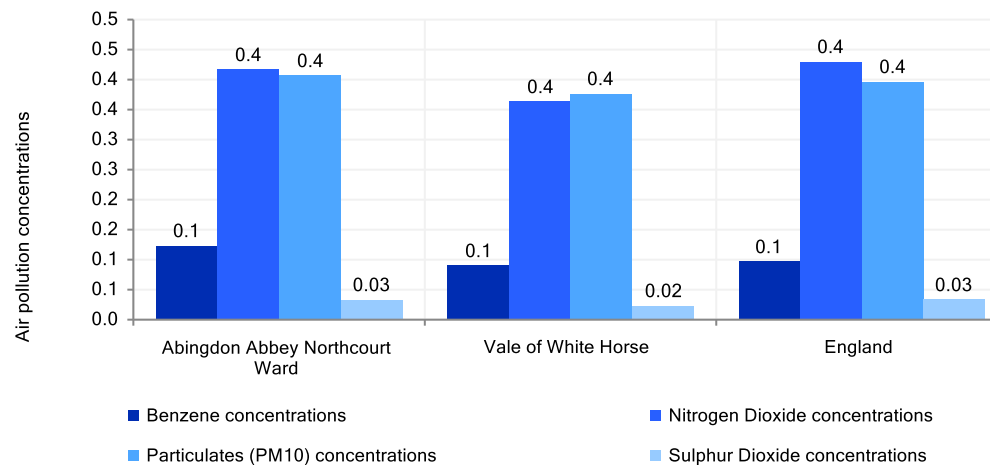 0.5
0.5
0.4
0.4
0.3
0.3
0.2
0.2
0.1
0.1
0.0
Air pollution concentrations
0.1
0.4
0.4
0.03
0.1
0.4
0.4
0.02
0.1
0.4
0.4
0.03
Abingdon Abbey Northcourt
Ward
Vale of White Horse
England
Benzene concentrations
Nitrogen Dioxide concentrations
Particulates (PM10) concentrations
Sulphur Dioxide concentrations